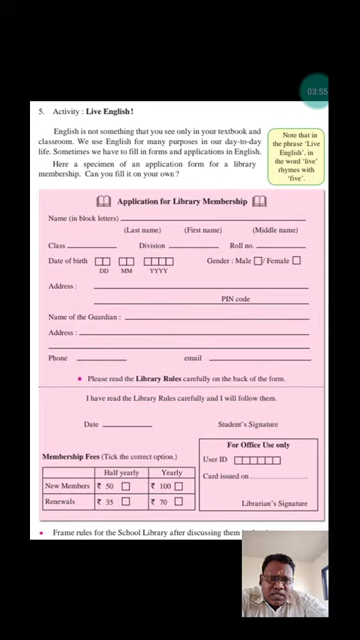 03:55
5. Activity : Live English!
English is not something that you see only in your textbook and
classroom. We use English for many purposes in our day-to-day
life. Sometimes we have to fill in forms and applications in English.
Here a specimen of an application form for a library
membership. Can you fill it on your own ?
Note that in
the phrase 'Live
English', in
the word 'live'
rhymes with
'five'.
Application for Library Membership
Name (in block letters)
(Last name) (First name) (Middle name)
Class Division Roll no.
Date of birth Gender : Male / Female
DD MM YYYY
Address :
PIN code
Name of the Guardian :
Address :
Phone email
• Please read the Library Rules carefully on the back of the form.
I have read the Library Rules carefully and I will follow them.
Date Student's Signature
Membership Fees (Tick the correct option.)
Half yearly Yearly
New Members ₹ 50 ₹ 100
Renewals ₹ 35 ₹ 70
For Office Use only
User ID
Card issued on
Librarian's Signature
• Frame rules for the School Library after discussing them in